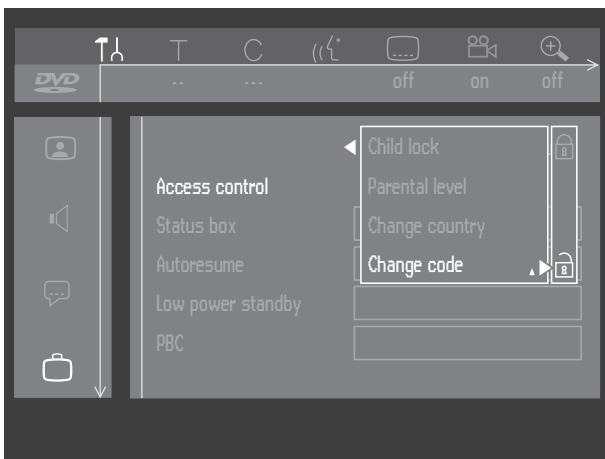 T C
DVD -- --- off on off
Child lock
Access control Parental level
Status box Change country
Autoresume Change code
Low power standby
PBC